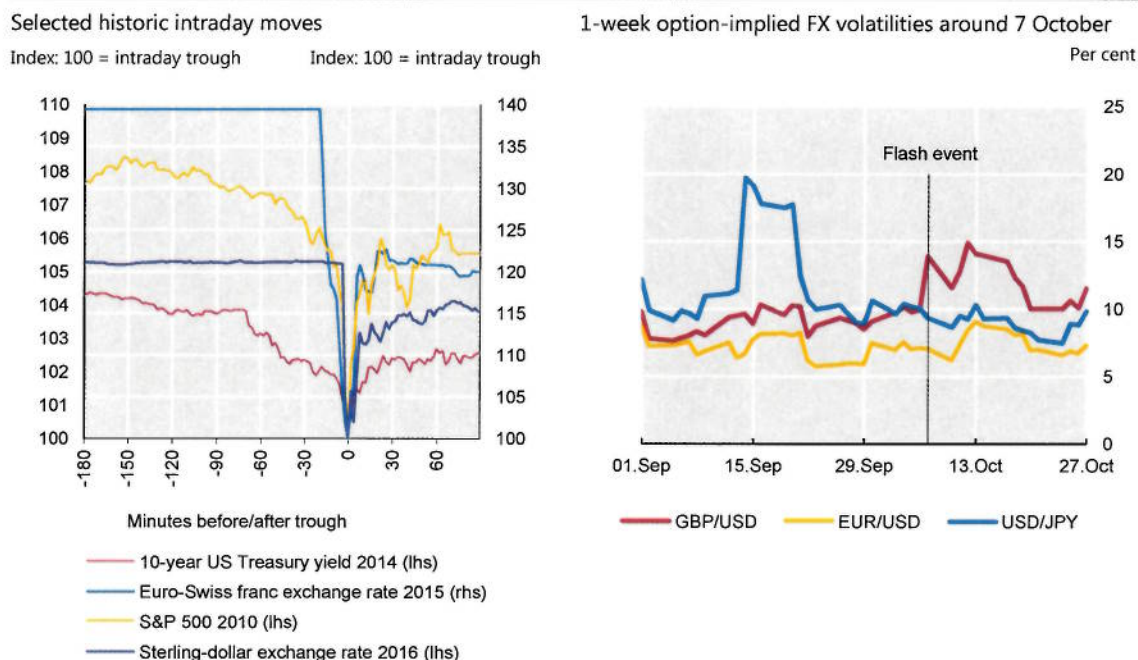 Selected historic intraday moves
Index: 100 = intraday trough Index: 100 = intraday trough
110 140
109
108 135
107 130
106 125
105 120
104 115
103
102 110
101 105
100 100
-180 -150 -120 -90 -60 -30 0 30 60
Minutes before/after trough
10-year US Treasury yield 2014 (lhs)
Euro-Swiss franc exchange rate 2015 (rhs)
S&P 500 2010 (lhs)
Sterling-dollar exchange rate 2016 (lhs)
1-week option-implied FX volatilities around 7 October
Per cent
25
Flash event
20
15
10
5
0
01.Sep 15.Sep 29.Sep 13.Oct 27.Oct
GBP/USD EUR/USD USD/JPY